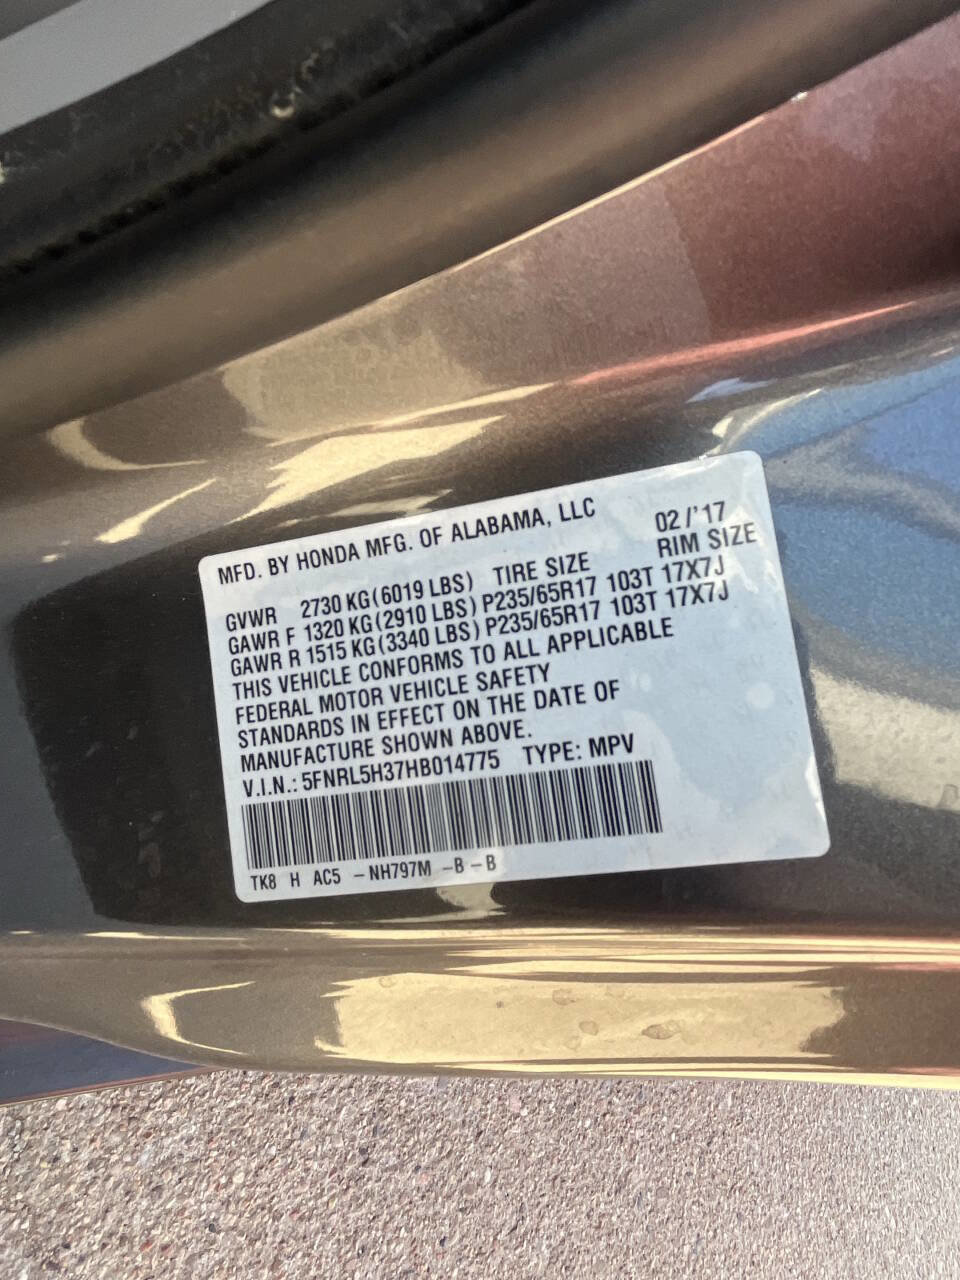 MFD. BY HONDA MFG. OF ALABAMA, LLC 02/'17
GVWR 2730 KG(6019 LBS) TIRE SIZE RIM SIZE
GAWR F 1320 KG(2910 LBS) P235/65R17 103T 17X7J
GAWR R 1515 KG(3340 LBS) P235/65R17 103T 17X7J
THIS VEHICLE CONFORMS TO ALL APPLICABLE
FEDERAL MOTOR VEHICLE SAFETY
STANDARDS IN EFFECT ON THE DATE OF
MANUFACTURE SHOWN ABOVE.
V.I.N.: 5FNRL5H37HB014775 TYPE: MPV
TK8 H AC5 -NH797M -B-B